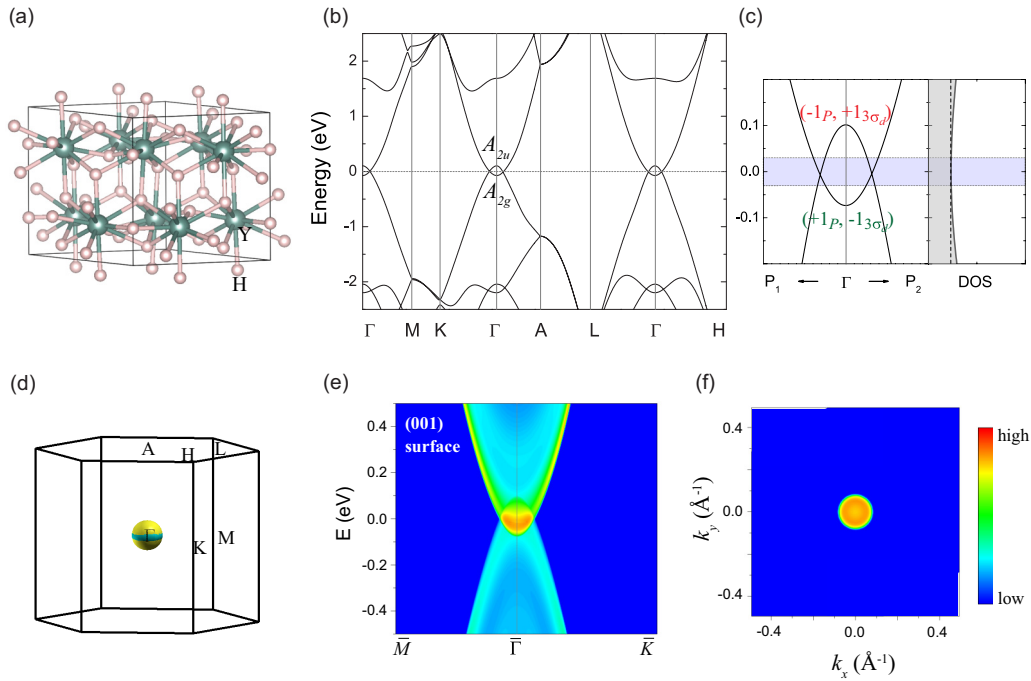 (a)
Y
H
(b)
Energy (eV)
2
1
0
-1
-2
A2u
A2g
Γ M K Γ A L Γ H
(c)
0.1
0.0
-0.1
(-1P, +13σd)
(+1P, -13σd)
P1 ← Γ → P2 DOS
(d)
A
H
L
Γ
K
M
(e)
(001)
surface
E (eV)
0.4
0.2
0.0
-0.2
-0.4
M̅ Γ̅ K̅
(f)
ky (Å-1)
0.4
0.0
-0.4
-0.4 0.0 0.4
kx (Å-1)
high
low